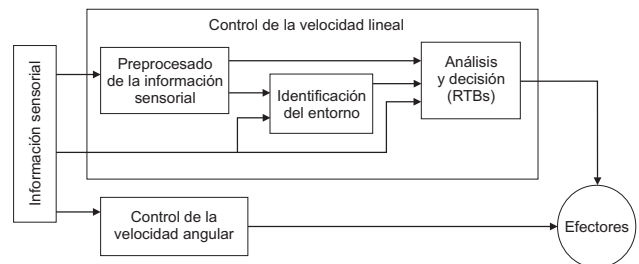 Control de la velocidad lineal
Información sensorial
Preprocesado
de la información
sensorial
Identificación
del entorno
Análisis
y decisión
(RTBs)
Control de la
velocidad angular
Efectores